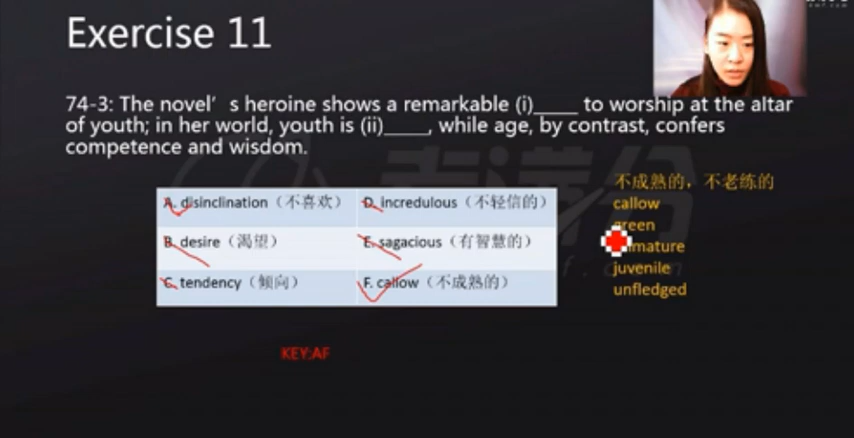 Exercise 11
74-3: The novel's heroine shows a remarkable (i)____ to worship at the altar
of youth; in her world, youth is (ii)____, while age, by contrast, confers
competence and wisdom.
A. disinclination（不喜欢） D. incredulous（不轻信的）
B. desire（渴望） E. sagacious（有智慧的）
C. tendency（倾向） F. callow（不成熟的）
不成熟的，不老练的
callow
green
mature
juvenile
unfledged
KEY:AF